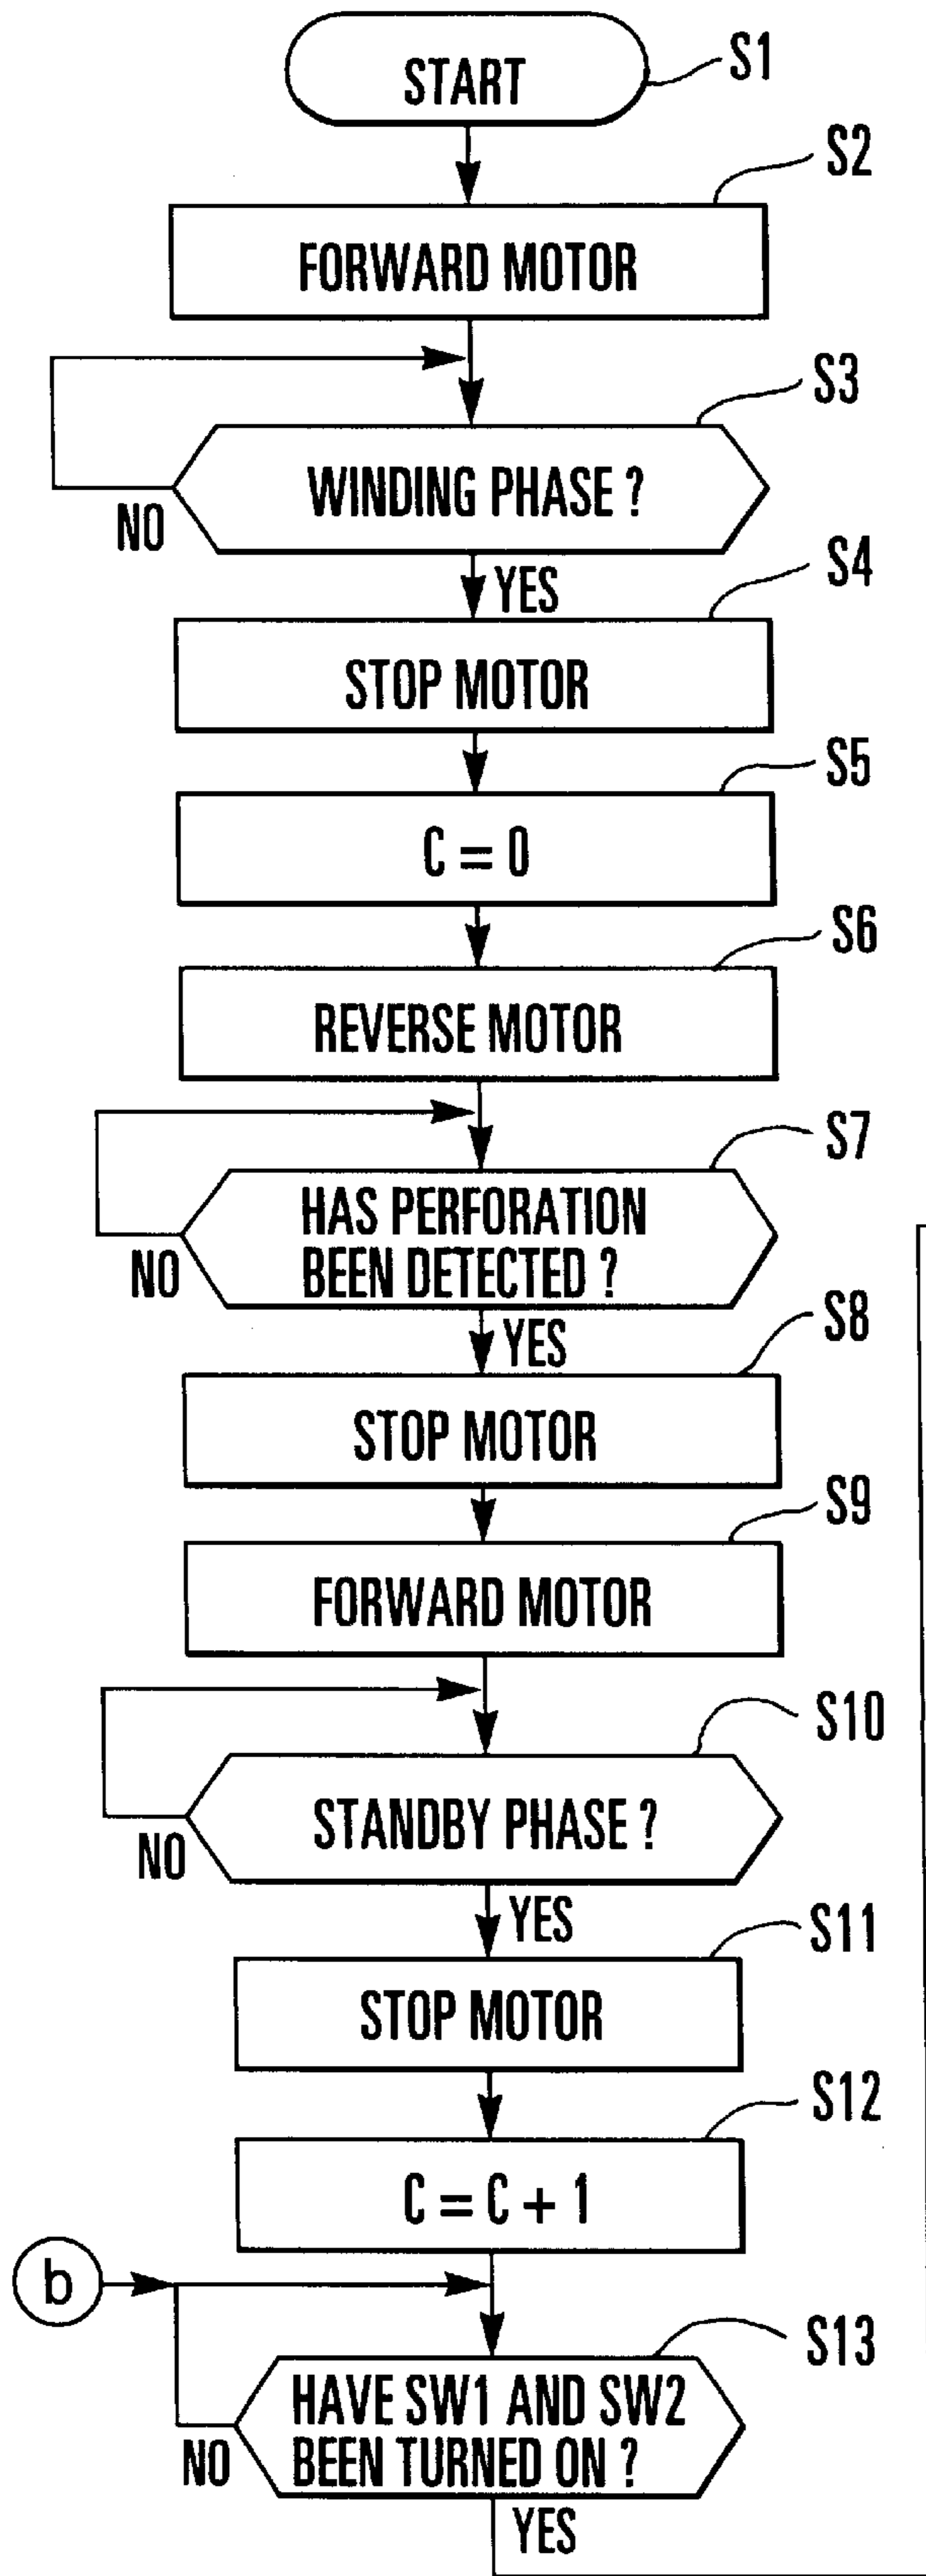 START
S1
S2
FORWARD MOTOR
S3
WINDING PHASE ?
NO
YES
S4
STOP MOTOR
S5
C = 0
S6
REVERSE MOTOR
S7
HAS PERFORATION
BEEN DETECTED ?
NO
YES
S8
STOP MOTOR
S9
FORWARD MOTOR
S10
STANDBY PHASE ?
NO
YES
S11
STOP MOTOR
S12
C = C + 1
b
S13
HAVE SW1 AND SW2
BEEN TURNED ON ?
NO
YES